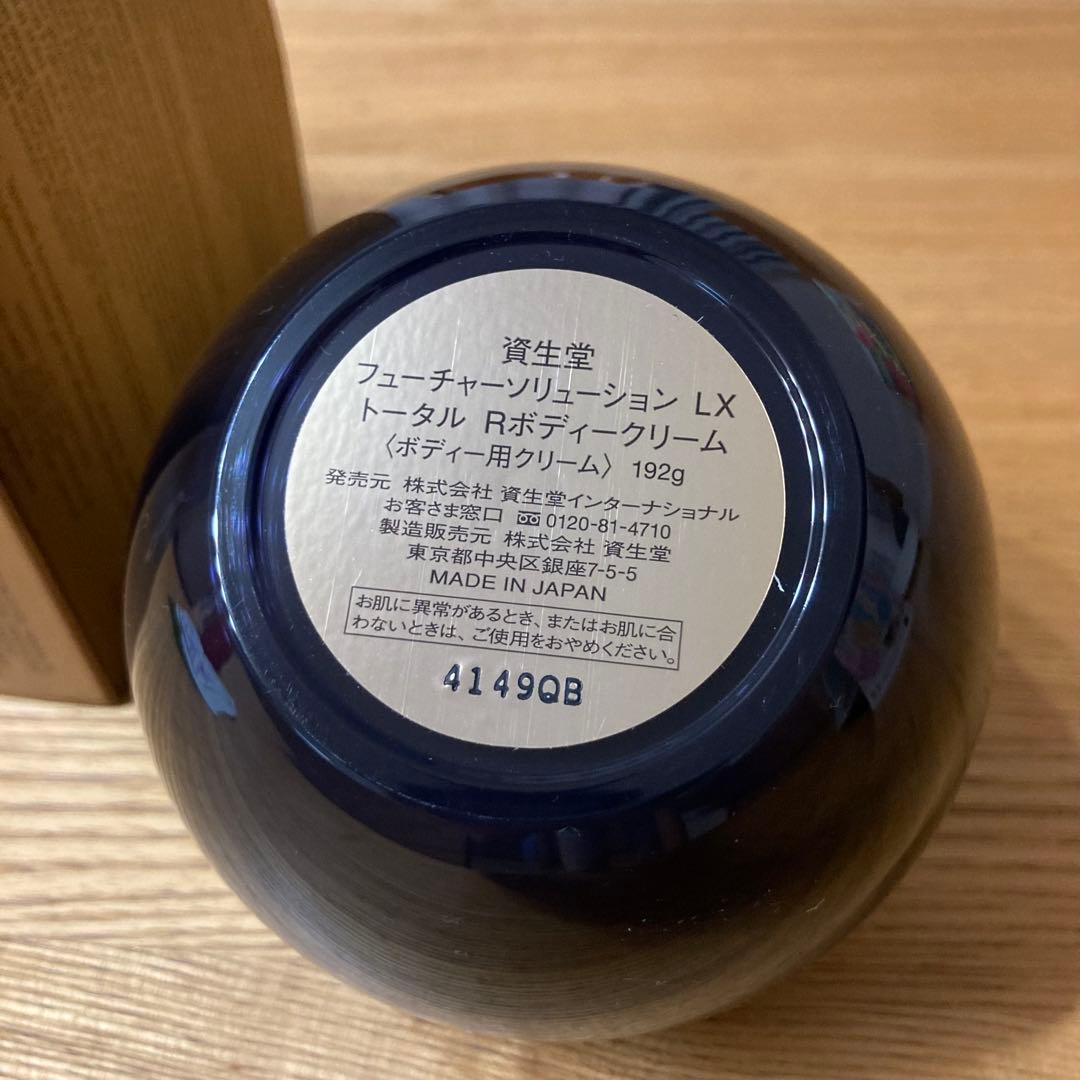 資生堂
フューチャーソリューション LX
トータル Rボディークリーム
〈ボディー用クリーム〉 192g
発売元 株式会社 資生堂インターナショナル
お客さま窓口 0120-81-4710
製造販売元 株式会社 資生堂
東京都中央区銀座7-5-5
MADE IN JAPAN
お肌に異常があるとき、またはお肌に合
わないときは、ご使用をおやめください。
4149QB